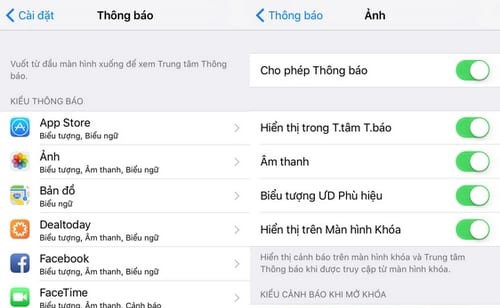 Cài đặt
Thông báo
Vuốt từ đầu màn hình xuống để xem Trung tâm Thông
báo.
KIỂU THÔNG BÁO
App Store
Biểu tượng, Biểu ngữ
Ảnh
Biểu tượng, Âm thanh, Biểu ngữ
Bản đồ
Biểu ngữ
Dealtoday
Biểu tượng, Âm thanh, Biểu ngữ
Facebook
Biểu tượng, Âm thanh, Biểu ngữ
FaceTime
Biểu tượng, Âm thanh, Cảnh báo
Thông báo
Ảnh
Cho phép Thông báo
Hiển thị trong T.tâm T.báo
Âm thanh
Biểu tượng ƯD Phù hiệu
Hiển thị trên Màn hình Khóa
Hiển thị cảnh báo trên màn hình khóa và Trung tâm
Thông báo khi được truy cập từ màn hình khóa.
KIỂU CẢNH BÁO KHI MỞ KHÓA